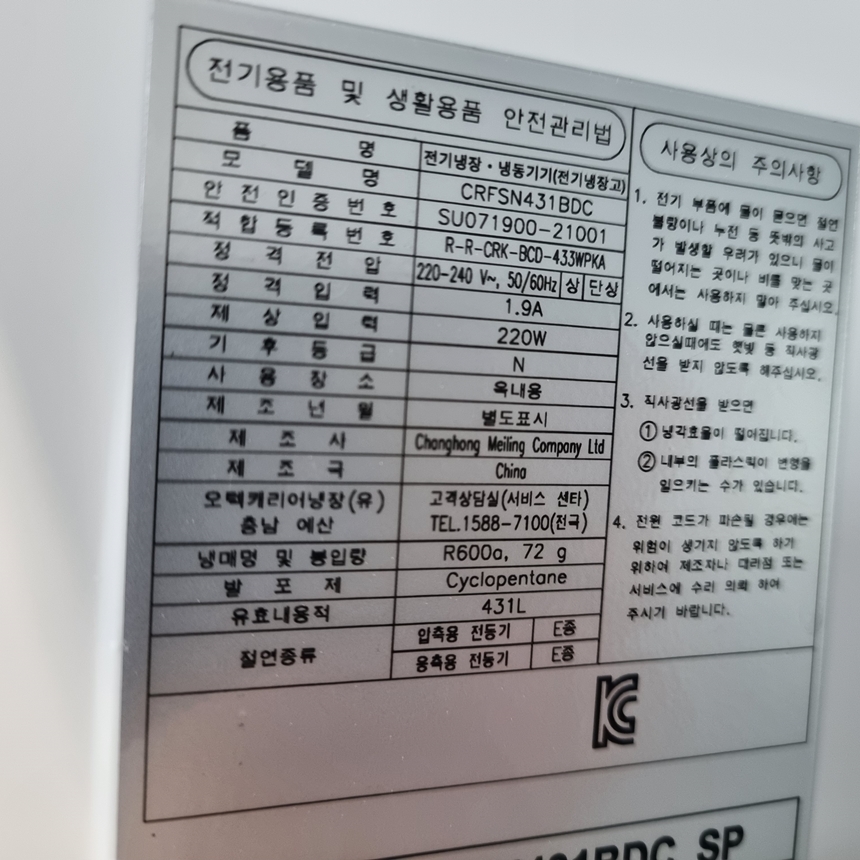 전기용품 및 생활용품 안전관리법
품명 전기냉장·냉동기기(전기냉장고)
모델명 CRFSN431BDC
안전인증번호 SU071900-21001
적합등록번호 R-R-CRK-BCD-433WPKA
정격전압 220-240 V~, 50/60Hz 상 단상
정격입력 1.9A
제상입력 220W
기후등급 N
사용장소 옥내용
제조년월 별도표시
제조사 Changhong Meiling Company Ltd
제조국 China
오텍캐리어냉장(유) 고객상담실(서비스 센타)
충남 예산 TEL.1588-7100(전국)
냉매명 및 봉입량 R600a, 72 g
발포제 Cyclopentane
유효내용적 431L
절연종류 압축용 전동기 E종
응축용 전동기 E종
사용상의 주의사항
1. 전기 부품에 물이 묻으면 절연
불량이나 누전 등 뜻밖의 사고
가 발생할 우려가 있으니 물이
떨어지는 곳이나 비를 맞는 곳
에서는 사용하지 말아 주십시오.
2. 사용하실 때는 물론 사용하지
않으실때에도 햇빛 등 직사광
선을 받지 않도록 해주십시오.
3. 직사광선을 받으면
① 냉각효율이 떨어집니다.
② 내부의 플라스틱이 변형을
일으키는 수가 있습니다.
4. 전원 코드가 파손될 경우에는
위험이 생기지 않도록 하기
위하여 제조자나 대리점 또는
서비스에 수리 의뢰 하여
주시기 바랍니다.
KC
SP